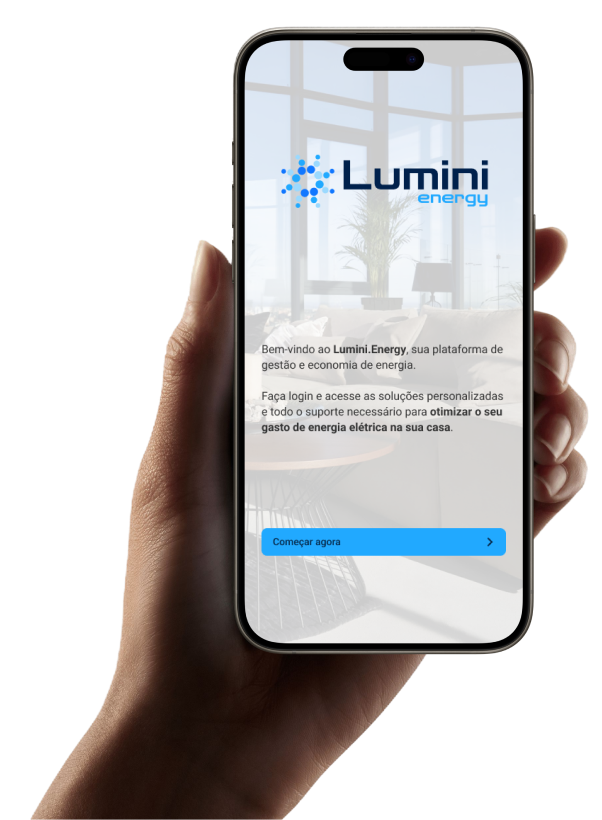 Lumini
energy
Bem-vindo ao Lumini.Energy, sua plataforma de
gestão e economia de energia.
Faça login e acesse as soluções personalizadas
e todo o suporte necessário para otimizar o seu
gasto de energia elétrica na sua casa.
Começar agora